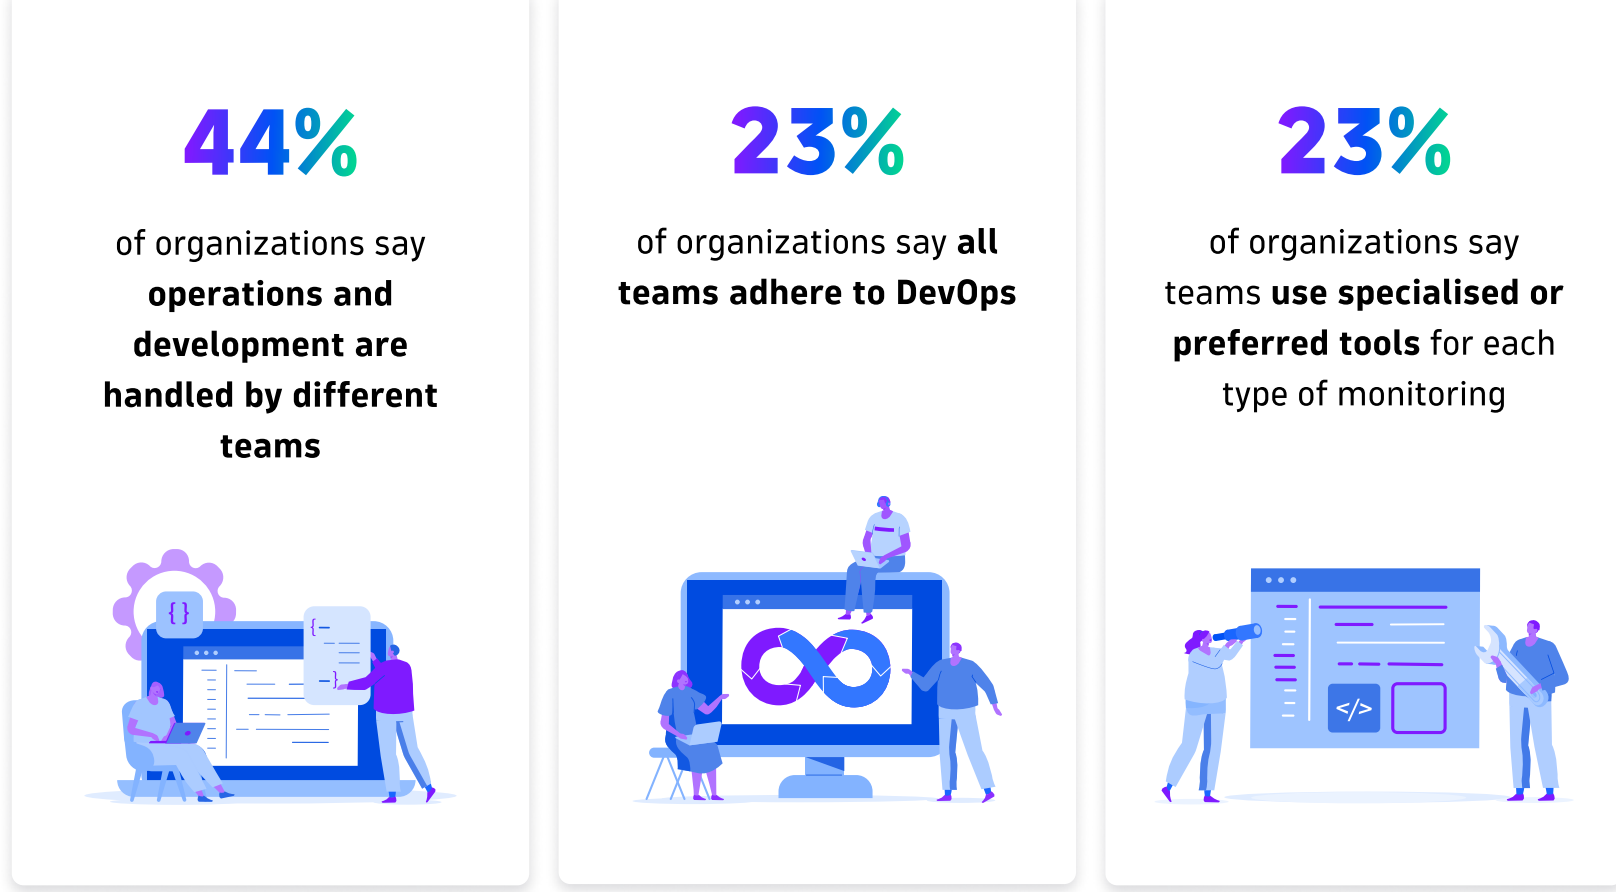 44%
of organizations say
operations and
development are
handled by different
teams
{ }
{–
–}
23%
of organizations say all
teams adhere to DevOps
23%
of organizations say
teams use specialised or
preferred tools for each
type of monitoring
</>